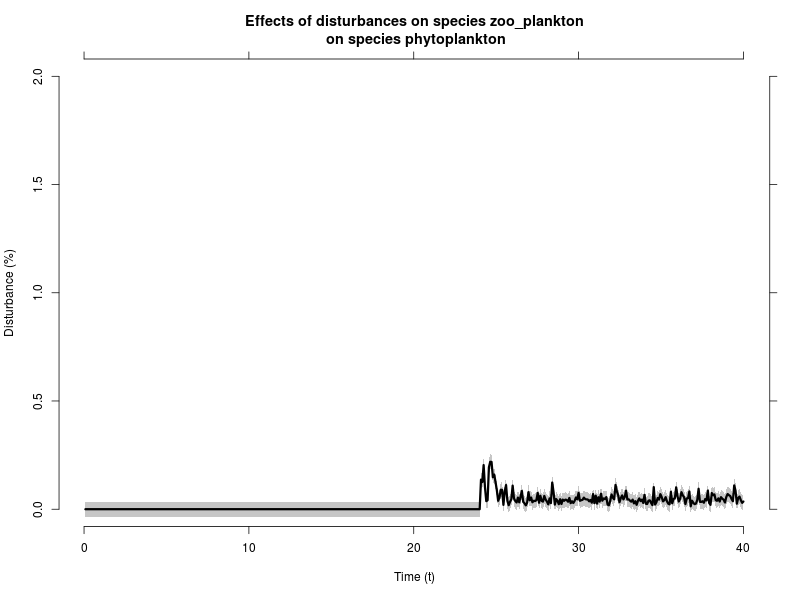 Effects of disturbances on species zoo_plankton
on species phytoplankton
2.0
1.5
1.0
0.5
0.0
Disturbance (%)
0 10 20 30 40
Time (t)